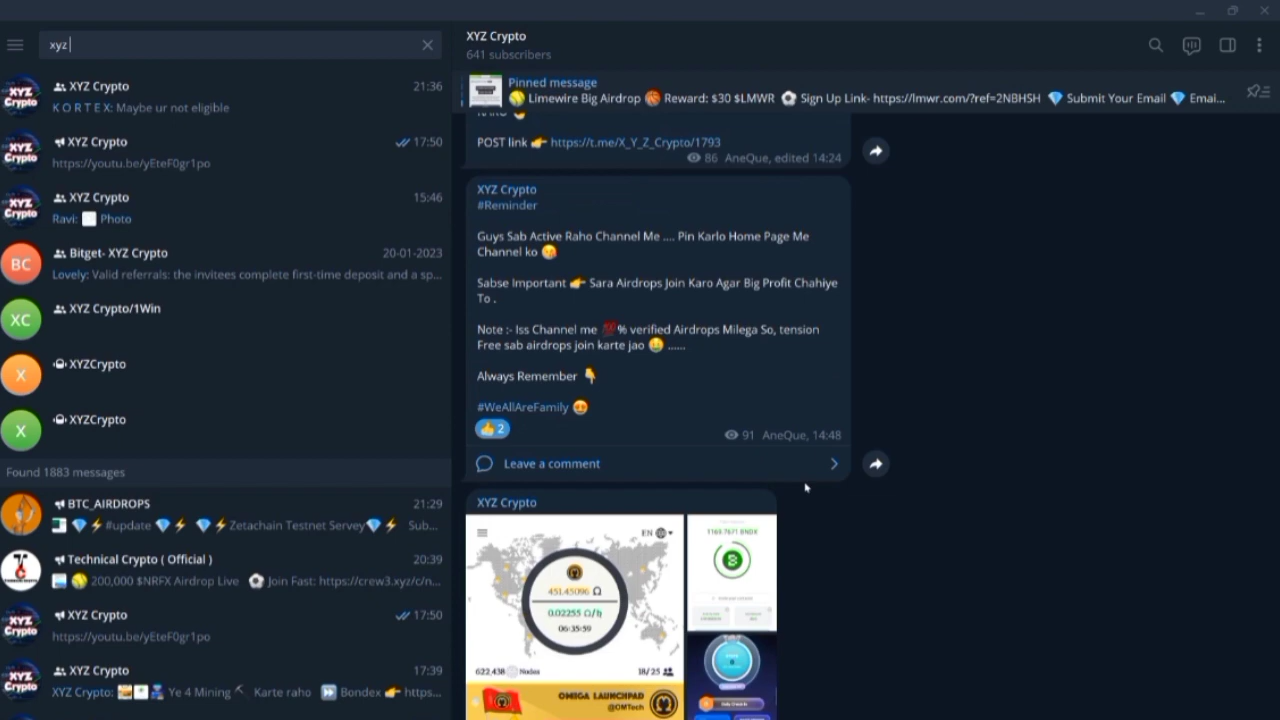 xyz
XYZ Crypto
21:36
K O R T E X: Maybe ur not eligible
XYZ Crypto
17:50
https://youtu.be/yEteF0gr1po
XYZ Crypto
15:46
Ravi: Photo
BC
Bitget- XYZ Crypto
20-01-2023
Lovely: Valid referrals: the invitees complete first-time deposit and a sp...
XC
XYZ Crypto/1Win
X
XYZCrypto
X
XYZCrypto
Found 1883 messages
BTC_AIRDROPS
21:29
💎⚡#update 💎⚡ 💎⚡Zetachain Testnet Servey💎⚡ Sub...
Technical Crypto ( Official )
20:39
200,000 $NRFX Airdrop Live ⚽ Join Fast: https://crew3.xyz/c/n...
XYZ Crypto
17:50
https://youtu.be/yEteF0gr1po
XYZ Crypto
17:39
XYZ Crypto: Ye 4 Mining⛏ Karte raho ⏩ Bondex 👉 https...
XYZ Crypto
641 subscribers
Pinned message
🥎 Limewire Big Airdrop 🏀 Reward: $30 $LMWR ⚽ Sign Up Link- https://lmwr.com/?ref=2NBHSH 💎 Submit Your Email 💎 Emai...
POST link 👉 https://t.me/X_Y_Z_Crypto/1793
86 AneQue, edited 14:24
XYZ Crypto
#Reminder
Guys Sab Active Raho Channel Me .... Pin Karlo Home Page Me
Channel ko 😘
Sabse Important 👉 Sara Airdrops Join Karo Agar Big Profit Chahiye
To .
Note :- Iss Channel me 💯% verified Airdrops Milega So, tension
Free sab airdrops join karte jao 😂 ......
Always Remember 👇
#WeAllAreFamily 😍
👍 2
91 AneQue, 14:48
Leave a comment
XYZ Crypto
EN
451.45096 Ω
0.02255 Ω/h
06:35:59
622,438 Nodes
18/25
OMEGA LAUNCHPAD
@OMTech